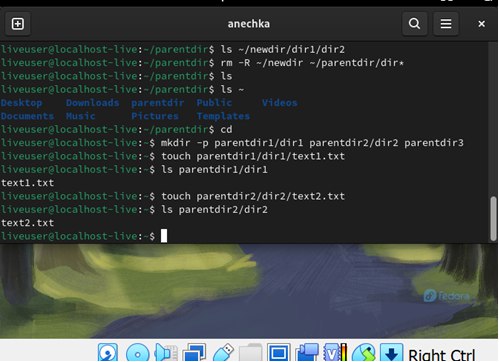 anechka
liveuser@localhost-live:~/parentdir$ ls ~/newdir/dir1/dir2
liveuser@localhost-live:~/parentdir$ rm -R ~/newdir ~/parentdir/dir*
liveuser@localhost-live:~/parentdir$ ls
liveuser@localhost-live:~/parentdir$ ls ~
Desktop    Downloads  parentdir  Public     Videos
Documents  Music      Pictures   Templates
liveuser@localhost-live:~/parentdir$ cd
liveuser@localhost-live:~$ mkdir -p parentdir1/dir1 parentdir2/dir2 parentdir3
liveuser@localhost-live:~$ touch parentdir1/dir1/text1.txt
liveuser@localhost-live:~$ ls parentdir1/dir1
text1.txt
liveuser@localhost-live:~$ touch parentdir2/dir2/text2.txt
liveuser@localhost-live:~$ ls parentdir2/dir2
text2.txt
liveuser@localhost-live:~$
fedora
Right Ctrl